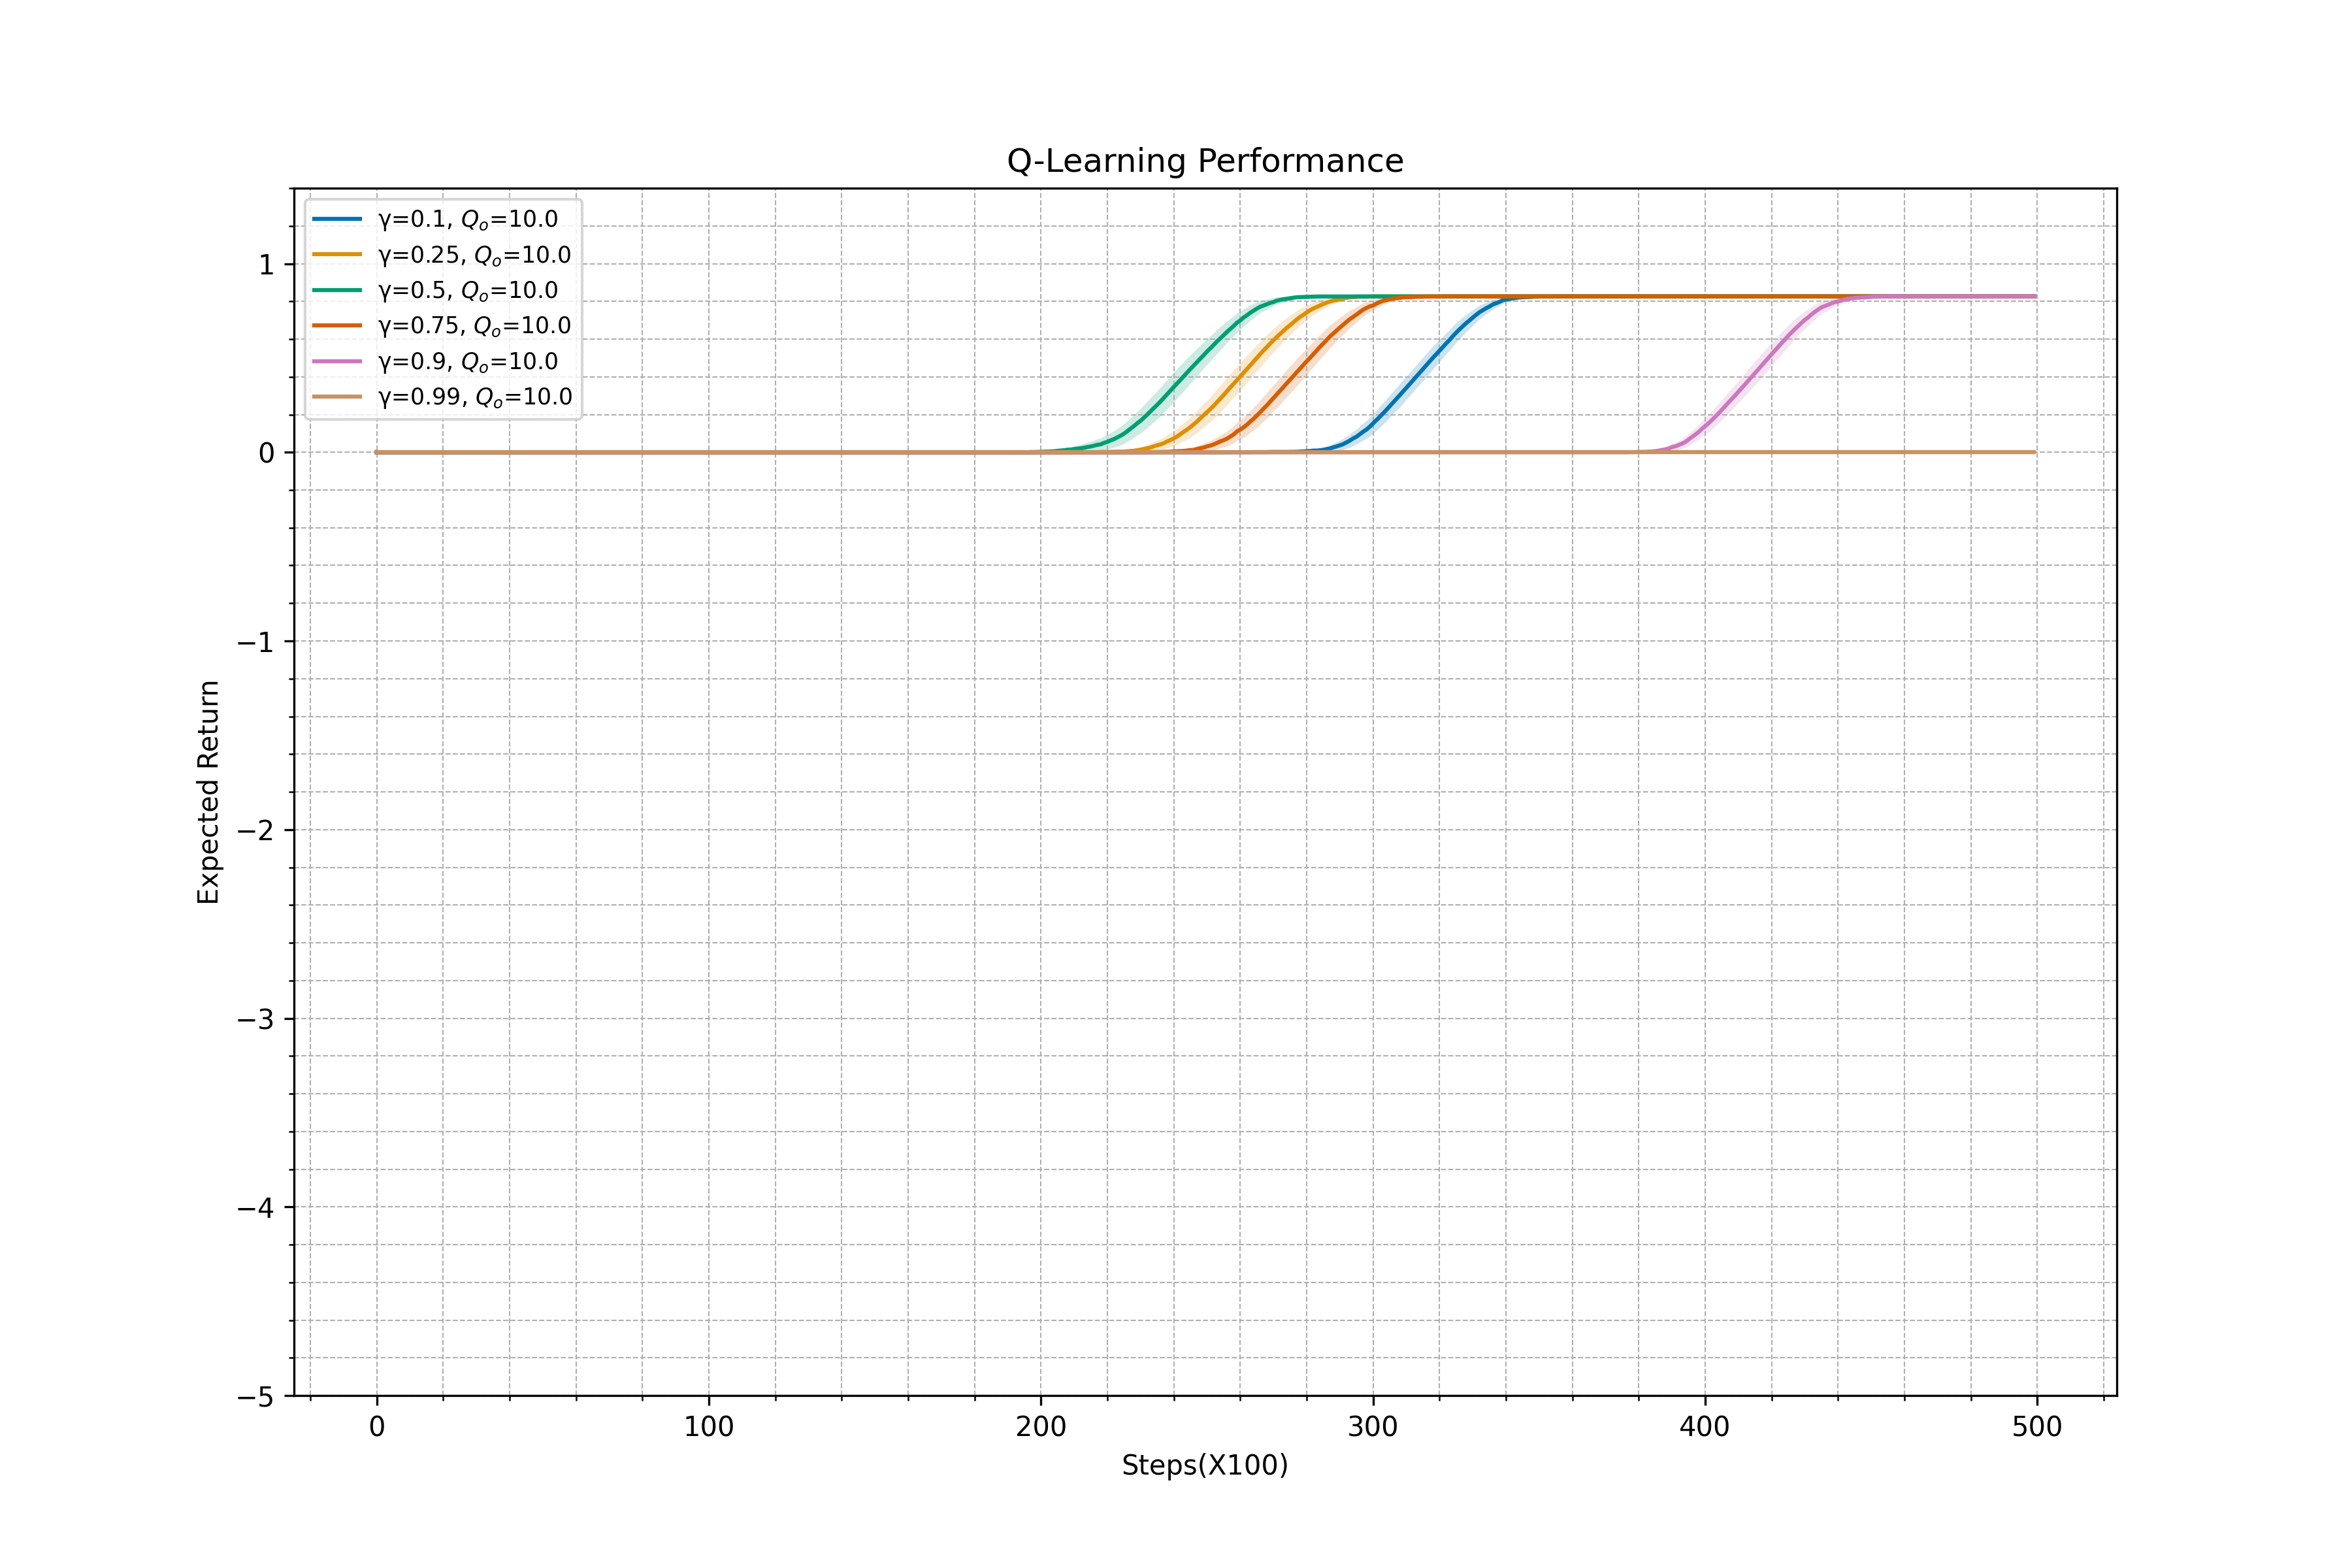 Q-Learning Performance
γ=0.1, Qₒ=10.0
γ=0.25, Qₒ=10.0
γ=0.5, Qₒ=10.0
γ=0.75, Qₒ=10.0
γ=0.9, Qₒ=10.0
γ=0.99, Qₒ=10.0
1
0
−1
−2
−3
−4
−5
Expected Return
0 100 200 300 400 500
Steps(X100)